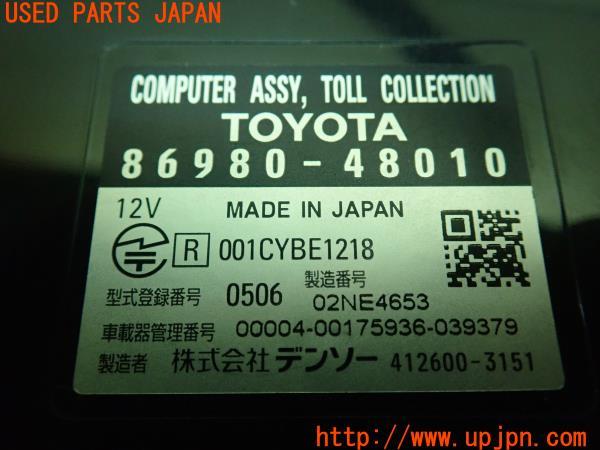 USED PARTS JAPAN
COMPUTER ASSY, TOLL COLLECTION
TOYOTA
86980-48010
12V MADE IN JAPAN
R 001CYBE1218
型式登録番号 0506 製造番号 02NE4653
車載器管理番号 00004-00175936-039379
製造者 株式会社デンソー 412600-3151
http://www.upjpn.com